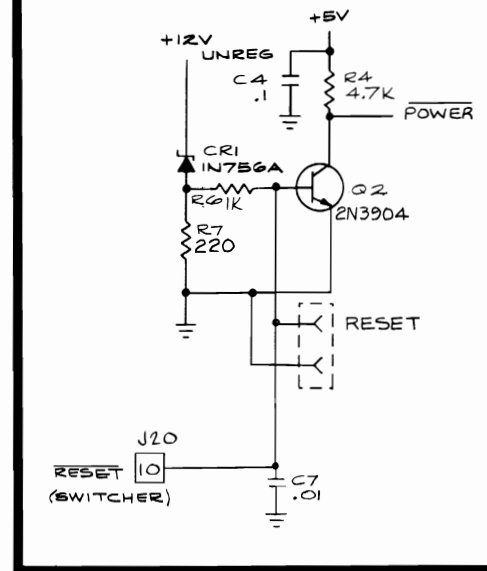 +5V
+12V
UNREG
C4
.1
R4
4.7K
POWER
CR1
1N756A
R6 1K
Q2
2N3904
R7
220
RESET
J20
RESET
10
(SWITCHER)
C7
.01